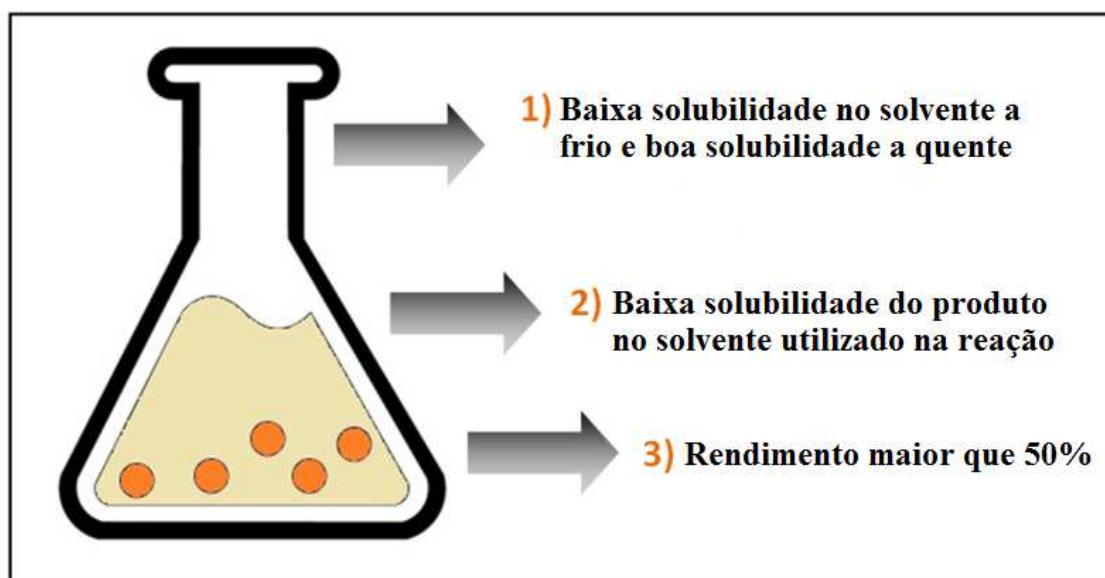 1) Baixa solubilidade no solvente a
frio e boa solubilidade a quente
2) Baixa solubilidade do produto
no solvente utilizado na reação
3) Rendimento maior que 50%